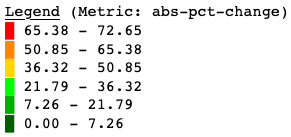 Legend (Metric: abs-pct-change)
65.38 - 72.65
50.85 - 65.38
36.32 - 50.85
21.79 - 36.32
7.26 - 21.79
0.00 - 7.26